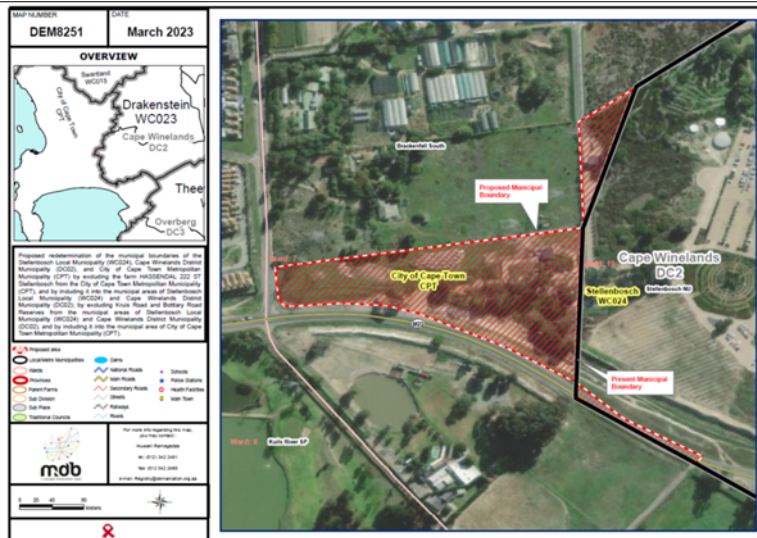 MAP NUMBER
DEM8251
DATE
March 2023
OVERVIEW
Swartland
WC015
City of Cape Town
CPT
Drakenstein
WC023
Cape Winelands
DC2
Thee
Overberg
DC3
Proposed redetermination of the municipal boundaries of the
Stellenbosch Local Municipality (WC024), Cape Winelands District
Municipality (DC02), and City of Cape Town Metropolitan
Municipality (CPT) by excluding the farm HASSENDAL 222 ST
Stellenbosch from the City of Cape Town Metropolitan Municipality
(CPT), and by including it into the municipal areas of Stellenbosch
Local Municipality (WC024) and Cape Winelands District
Municipality (DC02); by excluding Kruis Road and Bottlary Road
Reserves from the municipal areas of Stellenbosch Local
Municipality (WC024) and Cape Winelands District Municipality
(DC02), and by including it into the municipal area of City of Cape
Town Metropolitan Municipality (CPT).
Proposed area
Local/Metro Municipalities
Wards
Provinces
Parent Farms
Sub Division
Sub Place
Traditional Councils
Dams
National Roads
Main Roads
Secondary Roads
Streets
Railways
Rivers
Schools
Police Stations
Health Facilities
Main Town
mdb
For more info regarding this map,
you may contact :
Tel: (012) 342 2481
Fax: (012) 342 2480
Meters
Brackenfell South
Proposed Municipal
Boundary
City of Cape Town
CPT
Cape Winelands
DC2
Stellenbosch
WC024
Stellenbosch NU
Present Municipal
Boundary
Kuils River SP